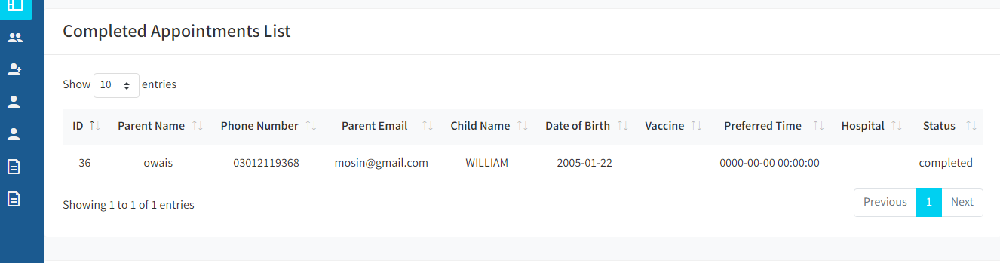 Completed Appointments List
Show 10 entries
ID Parent Name Phone Number Parent Email Child Name Date of Birth Vaccine Preferred Time Hospital Status
36 owais 03012119368 mosin@gmail.com WILLIAM 2005-01-22 0000-00-00 00:00:00 completed
Showing 1 to 1 of 1 entries
Previous 1 Next